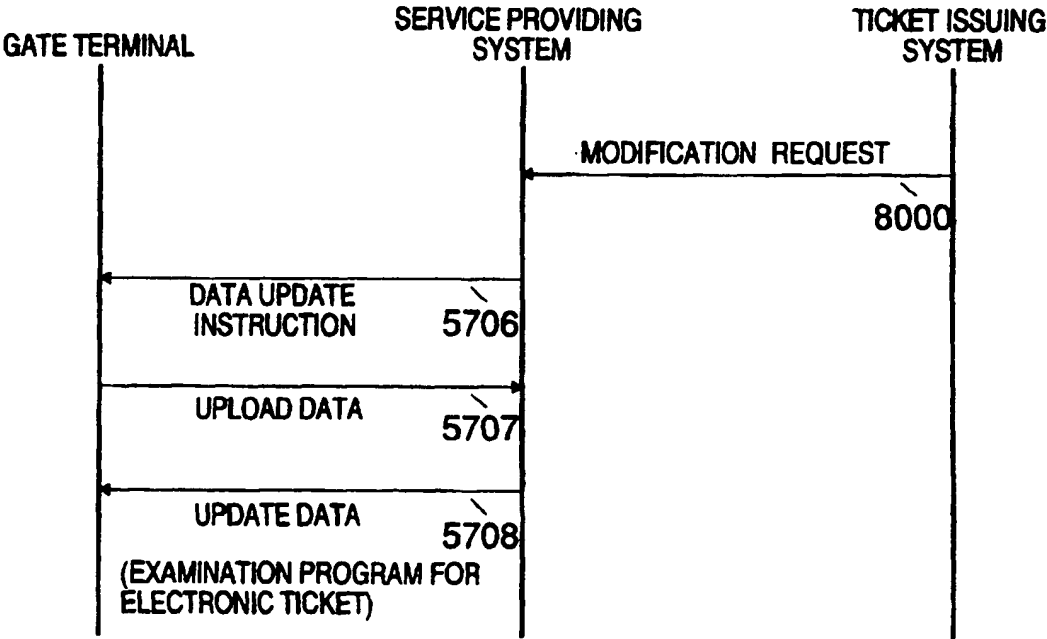 GATE TERMINAL
SERVICE PROVIDING
SYSTEM
TICKET ISSUING
SYSTEM
MODIFICATION REQUEST
8000
DATA UPDATE
INSTRUCTION
5706
UPLOAD DATA
5707
UPDATE DATA
5708
(EXAMINATION PROGRAM FOR
ELECTRONIC TICKET)